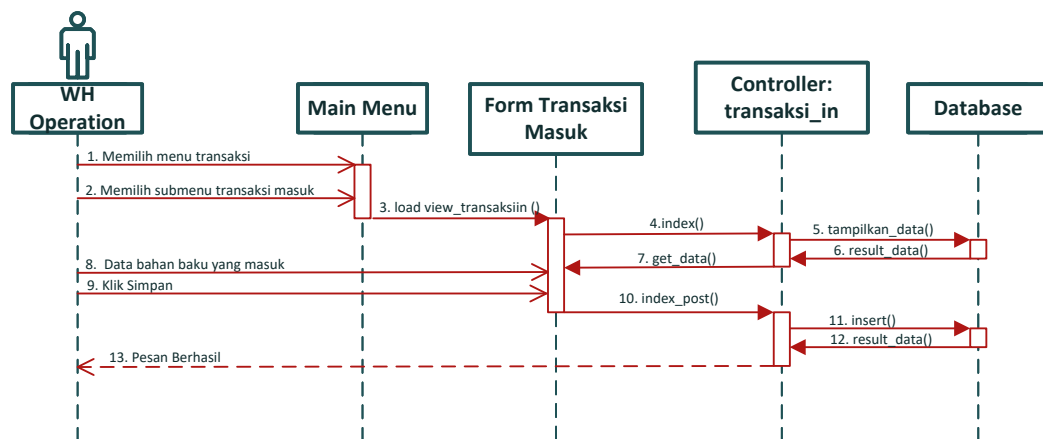 WH
Operation
Main Menu
Form Transaksi
Masuk
Controller:
transaksi_in
Database
1. Memilih menu transaksi
2. Memilih submenu transaksi masuk
3. load view_transaksiin ()
4.index()
5. tampilkan_data()
6. result_data()
7. get_data()
8. Data bahan baku yang masuk
9. Klik Simpan
10. index_post()
11. insert()
12. result_data()
13. Pesan Berhasil